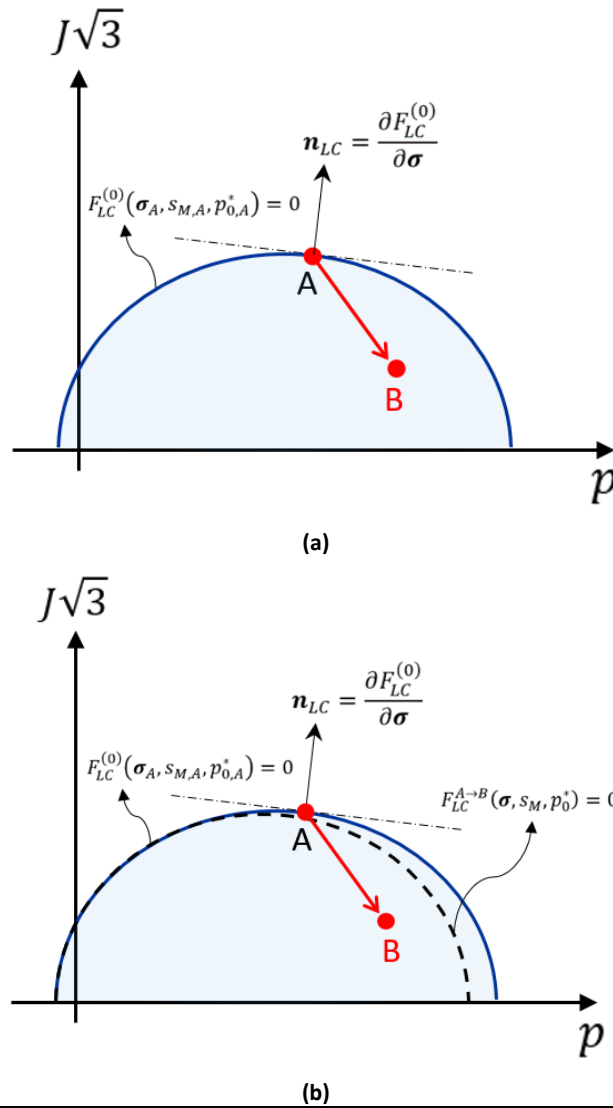 J√3
n_LC = ∂F_LC^(0) / ∂σ
F_LC^(0)(σ_A, s_M,A, p*_0,A) = 0
A
B
p
(a)
J√3
n_LC = ∂F_LC^(0) / ∂σ
F_LC^(0)(σ_A, s_M,A, p*_0,A) = 0
F_LC^A→B(σ, s_M, p*_0) = 0
A
B
p
(b)